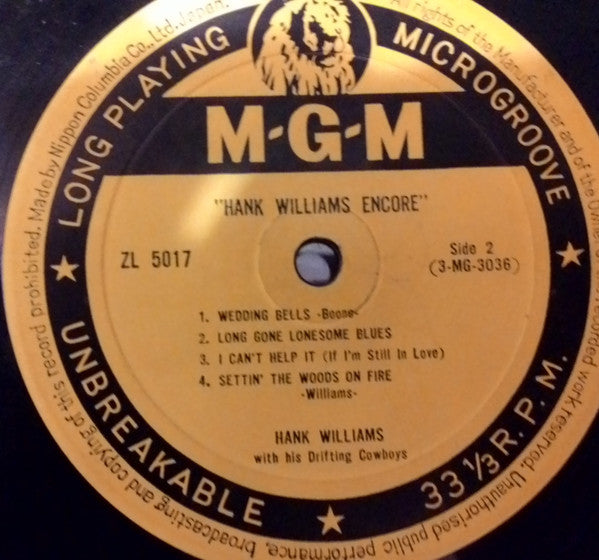 LONG PLAYING
MICROGROOVE
M-G-M
"HANK WILLIAMS ENCORE"
ZL 5017
Side 2
(3-MG-3036)
1. WEDDING BELLS -Boone-
2. LONG GONE LONESOME BLUES
3. I CAN'T HELP IT (If I'm Still In Love)
4. SETTIN' THE WOODS ON FIRE
-Williams-
HANK WILLIAMS
with his Drifting Cowboys
UNBREAKABLE
33 1/3 R. P. M.
Made by Nippon Columbia Co., Ltd. Japan.
All rights of the Manufacturer and of the Owner
recorded work reserved. Unauthorised public performance, broadcasting and copying of this record prohibited.